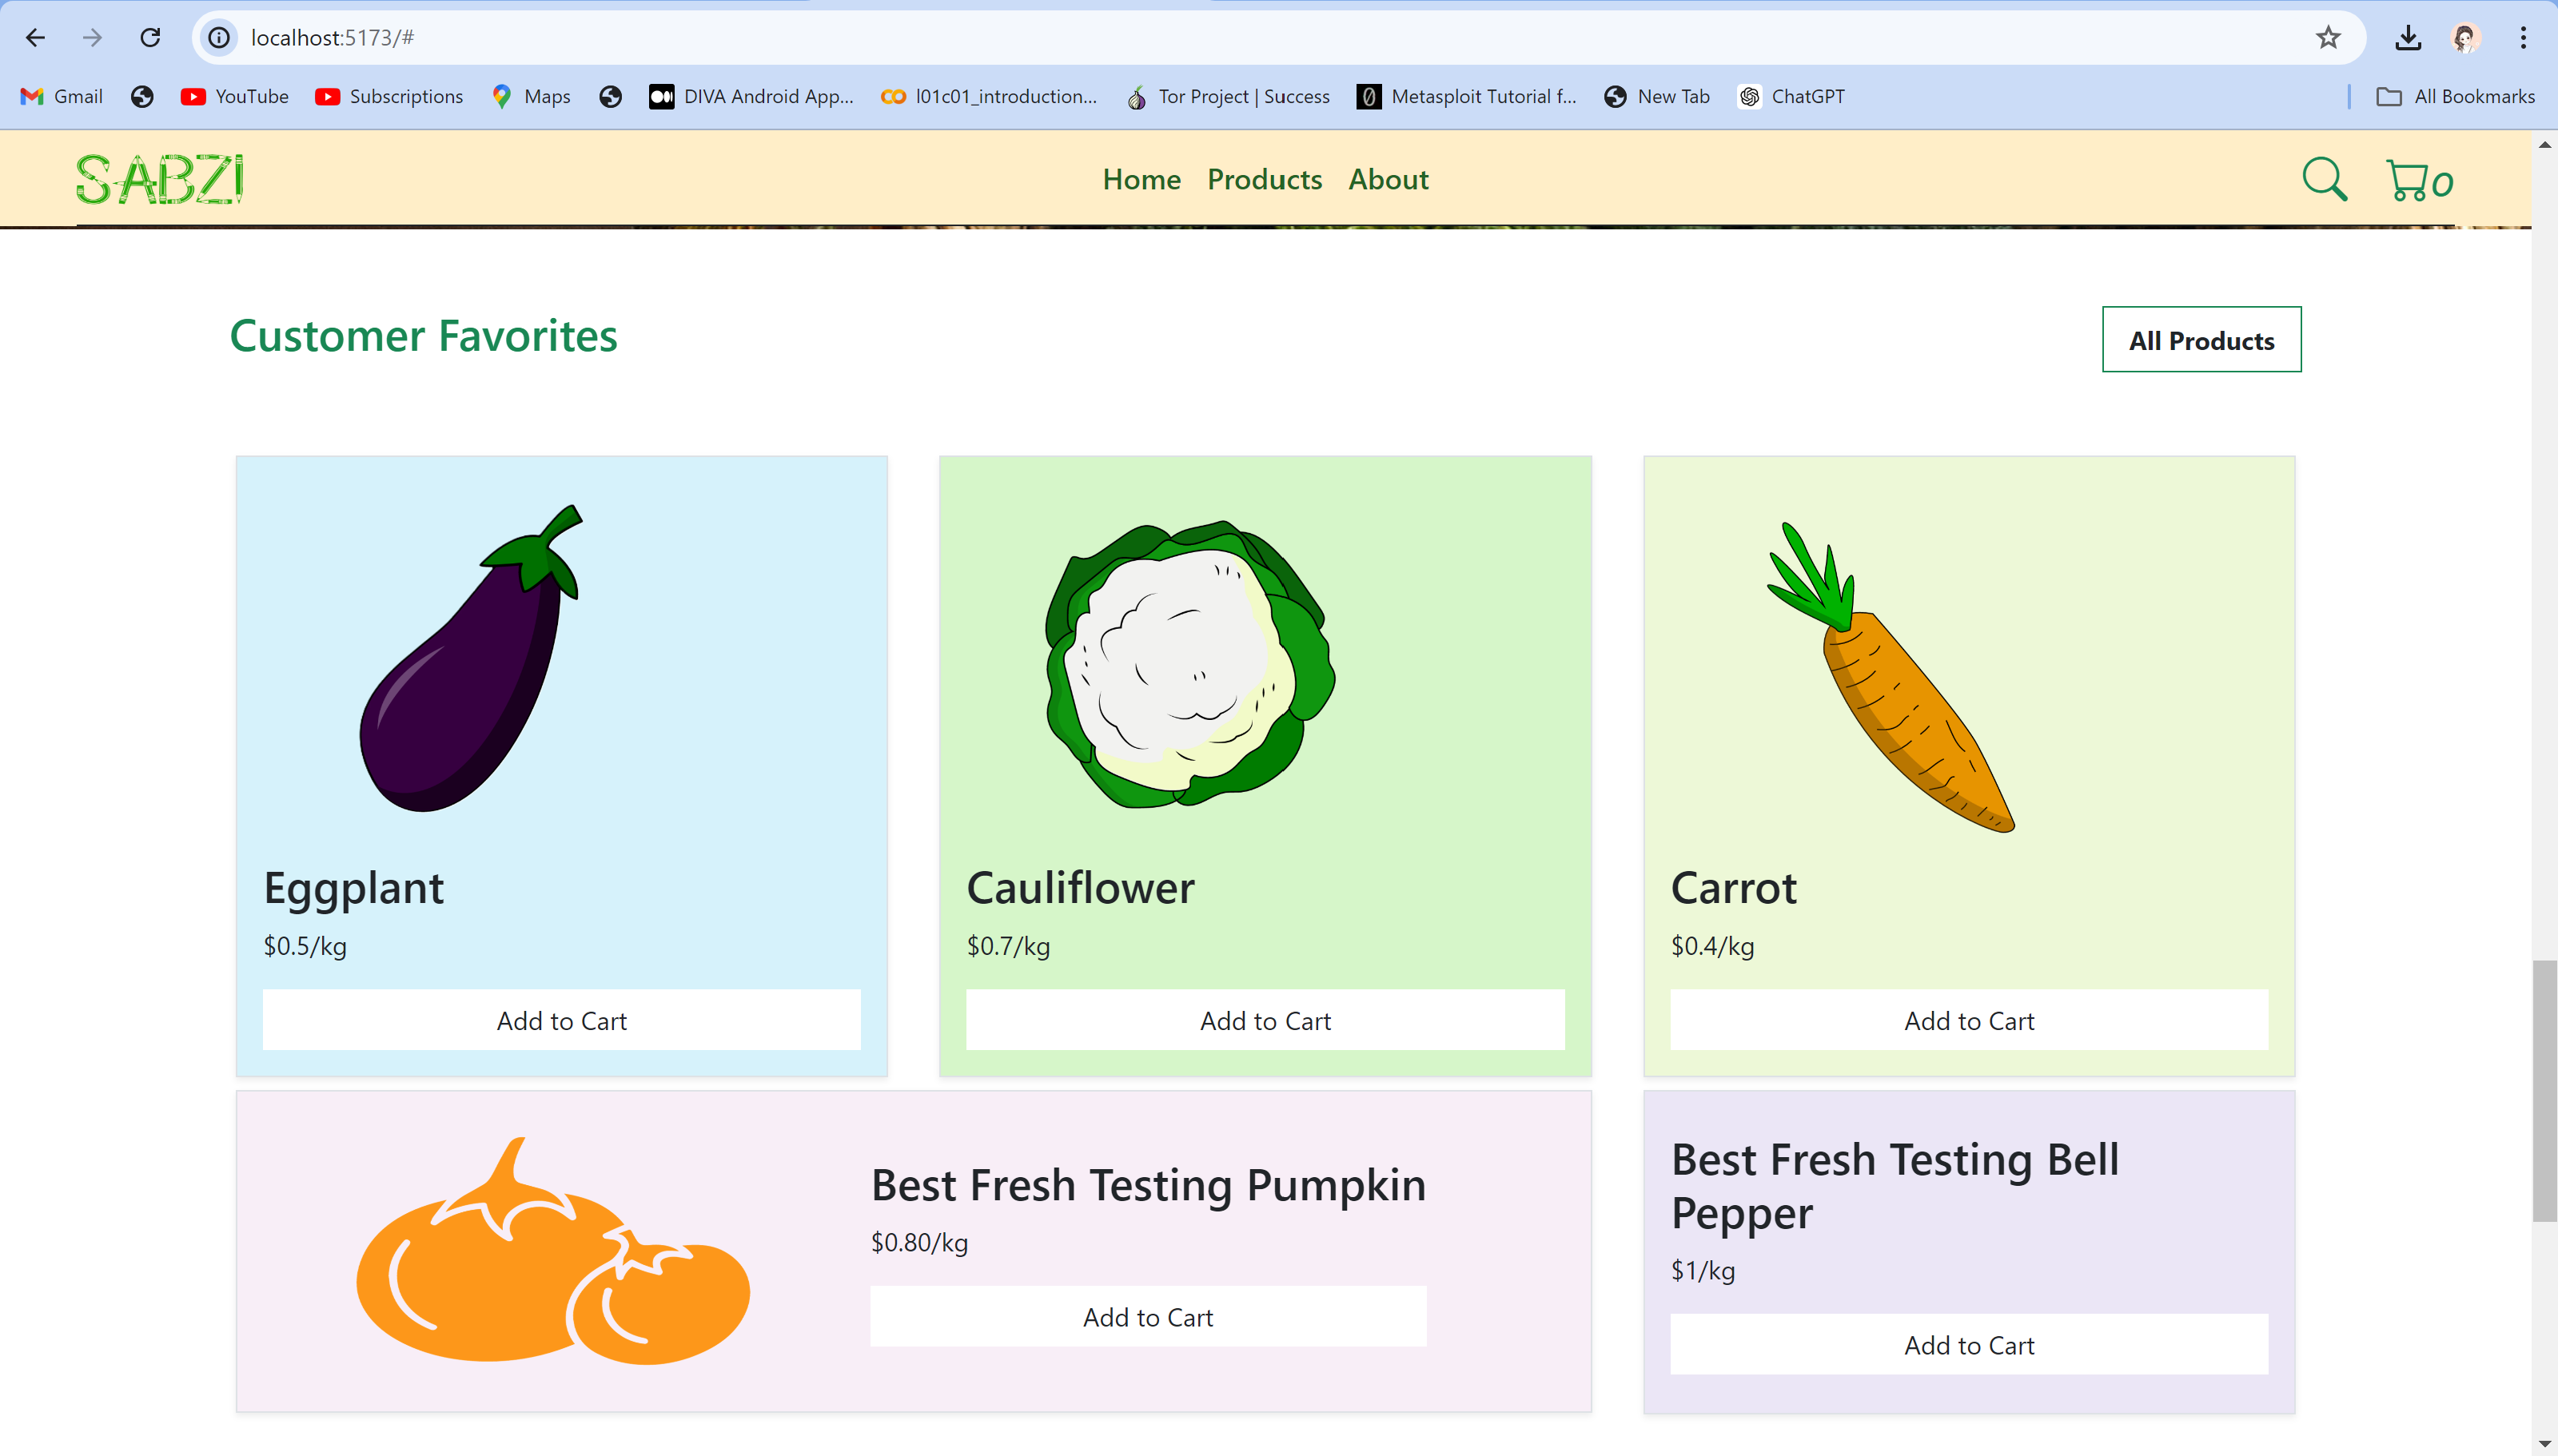 localhost:5173/#
Gmail YouTube Subscriptions Maps DIVA Android App... l01c01_introduction... Tor Project | Success Metasploit Tutorial f... New Tab ChatGPT All Bookmarks
SABZI Home Products About 0
Customer Favorites All Products
Eggplant
$0.5/kg
Add to Cart
Cauliflower
$0.7/kg
Add to Cart
Carrot
$0.4/kg
Add to Cart
Best Fresh Testing Pumpkin
$0.80/kg
Add to Cart
Best Fresh Testing Bell
Pepper
$1/kg
Add to Cart